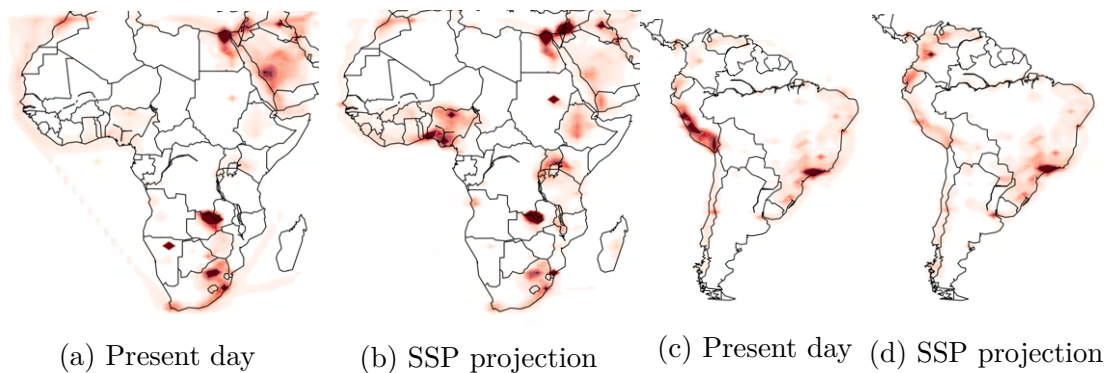 (a) Present day
(b) SSP projection
(c) Present day
(d) SSP projection